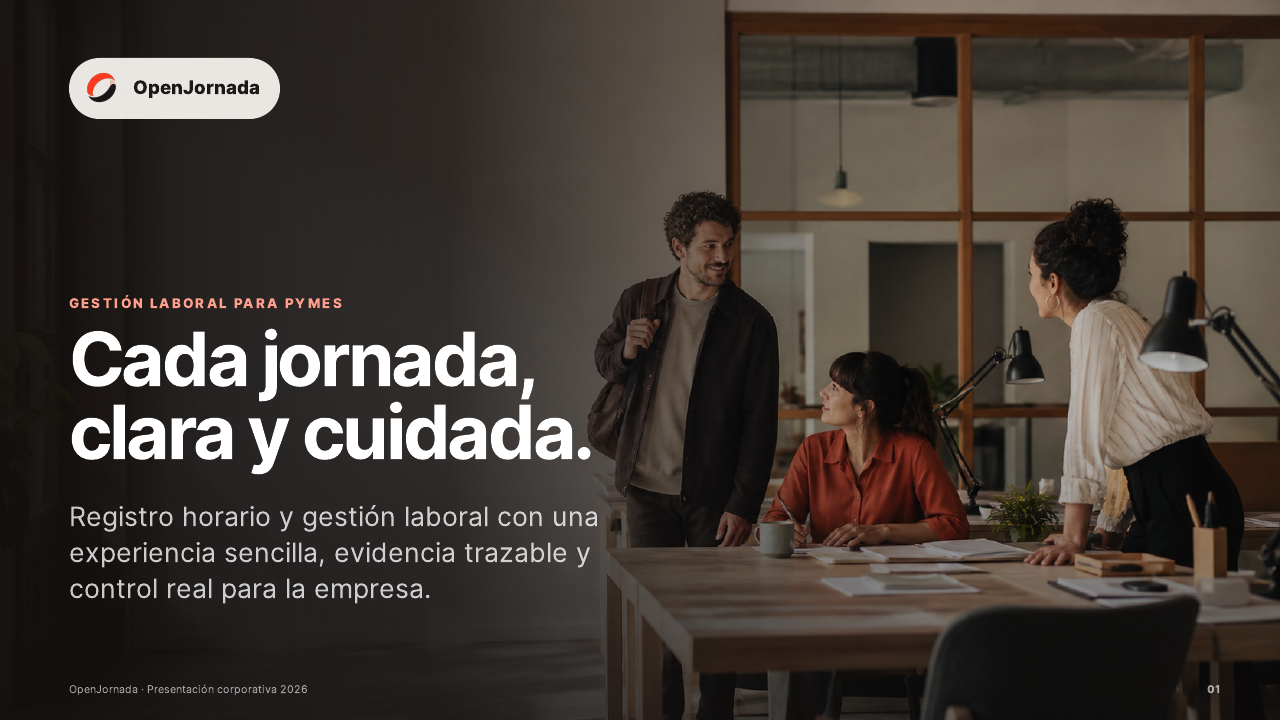 OpenJornada
GESTIÓN LABORAL PARA PYMES
Cada jornada,
clara y cuidada.
Registro horario y gestión laboral con una
experiencia sencilla, evidencia trazable y
control real para la empresa.
OpenJornada · Presentación corporativa 2026
01